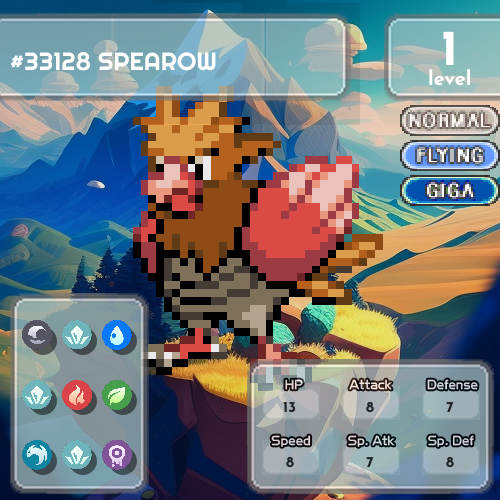 #33128 SPEAROW
1
level
NORMAL
FLYING
GIGA
HP Attack Defense
13 8 7
Speed Sp. Atk Sp. Def
8 7 8